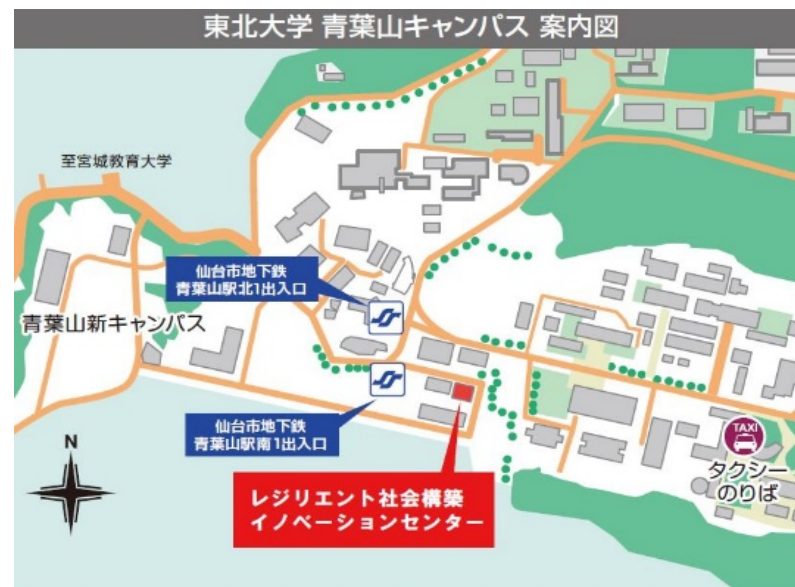 東北大学 青葉山キャンパス 案内図
至宮城教育大学
仙台市地下鉄
青葉山駅北1出入口
青葉山新キャンパス
仙台市地下鉄
青葉山駅南1出入口
TAXI
タクシー
のりば
N
レジリエント社会構築
イノベーションセンター